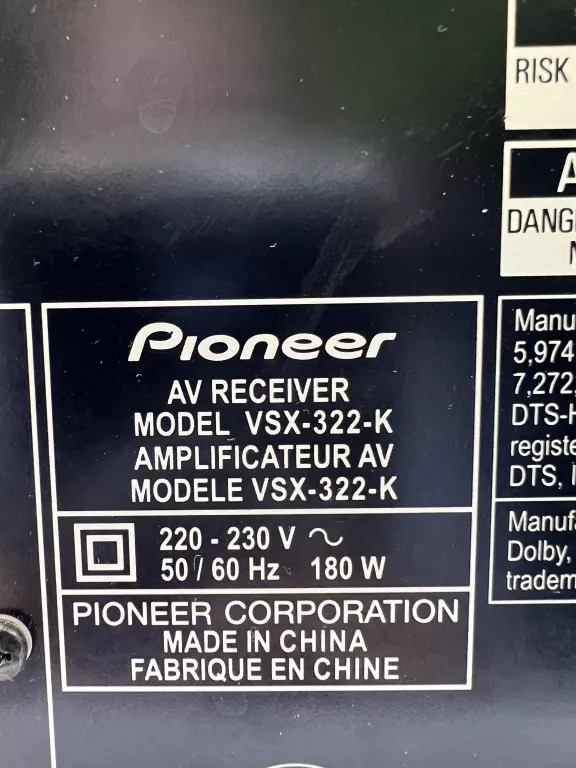 RISK
DANG
Pioneer
AV RECEIVER
MODEL VSX-322-K
AMPLIFICATEUR AV
MODELE VSX-322-K
220 - 230 V ~
50 / 60 Hz 180 W
PIONEER CORPORATION
MADE IN CHINA
FABRIQUE EN CHINE
Manu
5,974
7,272,
DTS-H
registe
DTS, I
Manufa
Dolby,
tradem